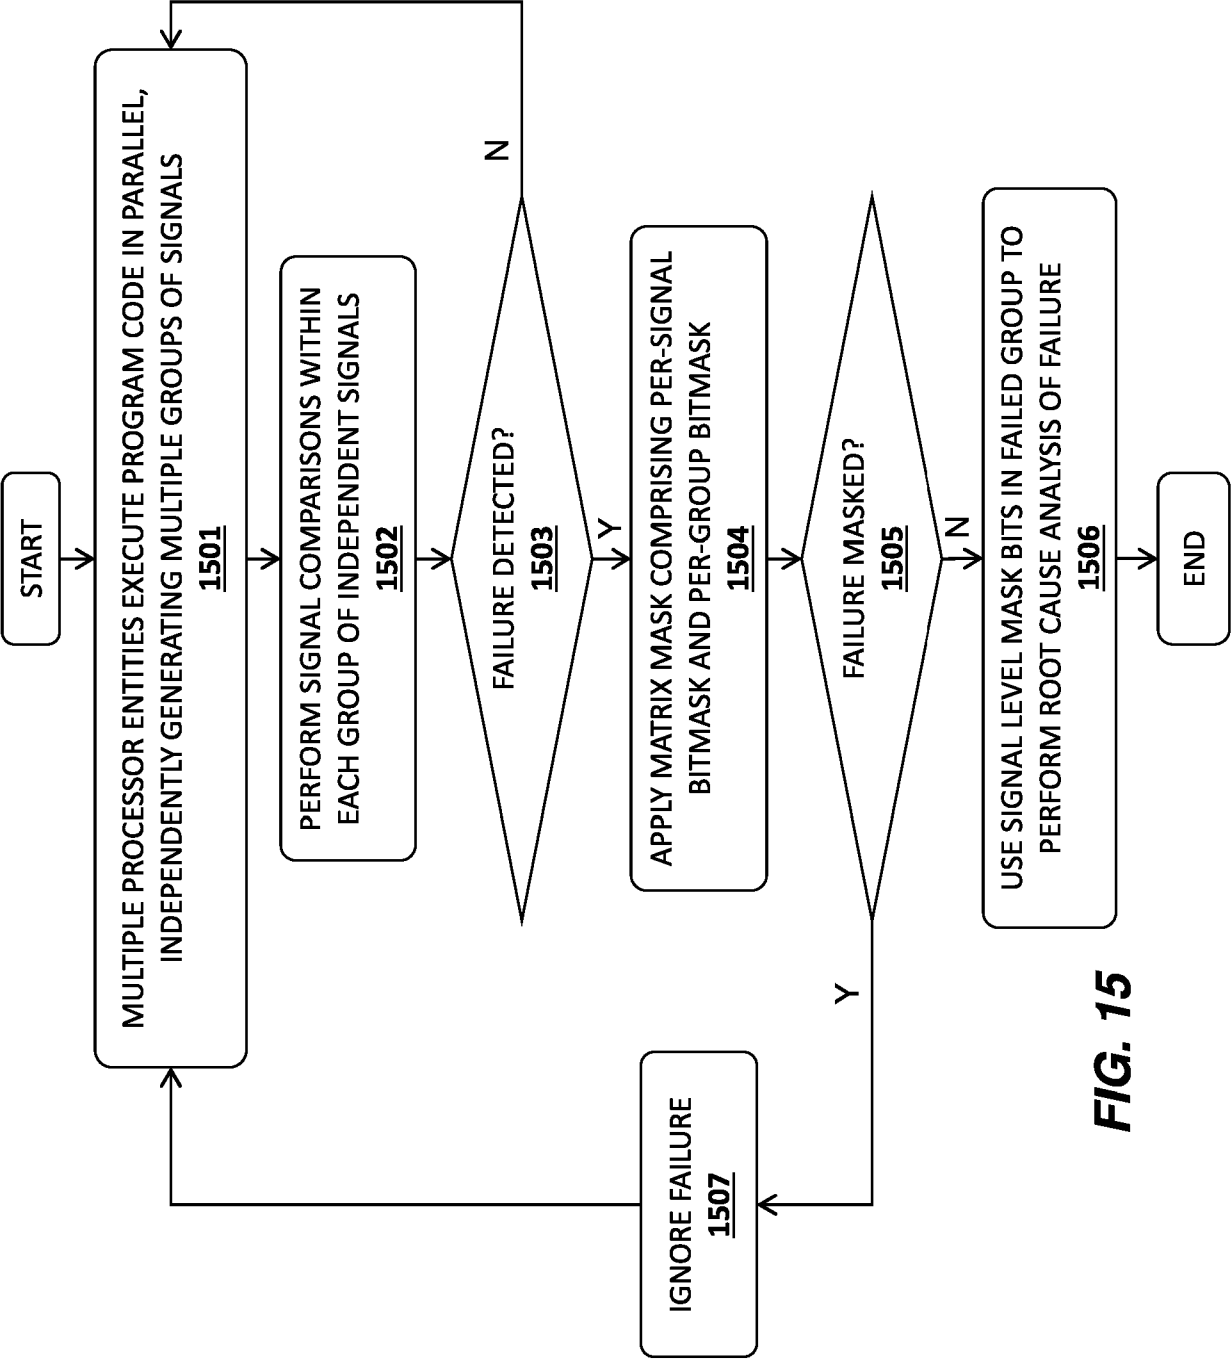 START
MULTIPLE PROCESSOR ENTITIES EXECUTE PROGRAM CODE IN PARALLEL,
INDEPENDENTLY GENERATING MULTIPLE GROUPS OF SIGNALS
1501
PERFORM SIGNAL COMPARISONS WITHIN
EACH GROUP OF INDEPENDENT SIGNALS
1502
FAILURE DETECTED?
1503
N
Y
APPLY MATRIX MASK COMPRISING PER-SIGNAL
BITMASK AND PER-GROUP BITMASK
1504
FAILURE MASKED?
1505
Y
N
IGNORE FAILURE
1507
USE SIGNAL LEVEL MASK BITS IN FAILED GROUP TO
PERFORM ROOT CAUSE ANALYSIS OF FAILURE
1506
END
FIG. 15